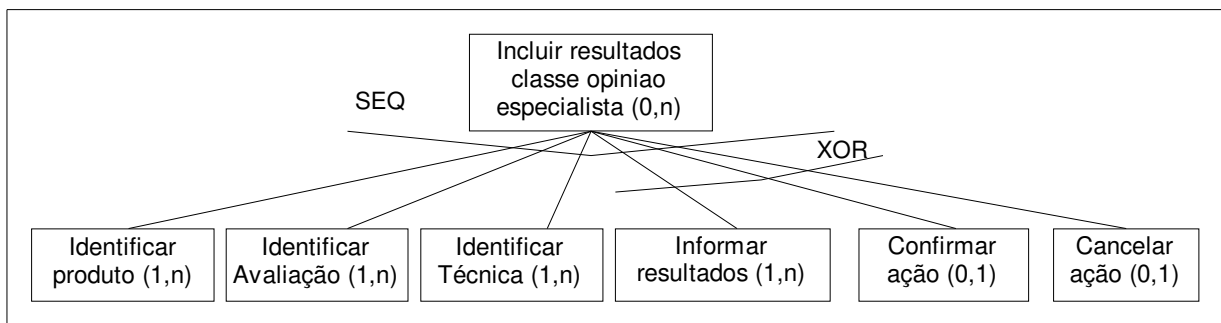 Incluir resultados
classe opiniao
especialista (0,n)
SEQ
XOR
Identificar
produto (1,n)
Identificar
Avaliação (1,n)
Identificar
Técnica (1,n)
Informar
resultados (1,n)
Confirmar
ação (0,1)
Cancelar
ação (0,1)